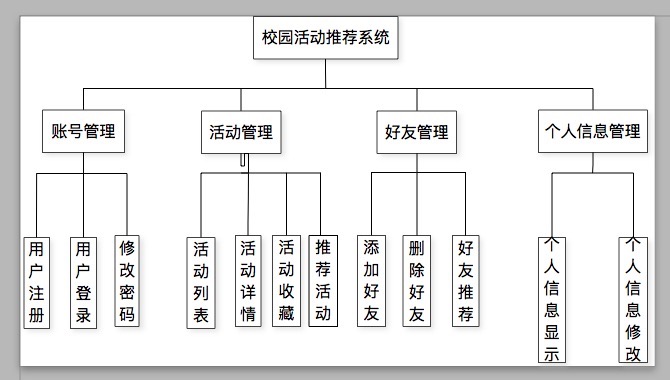 校园活动推荐系统
账号管理
活动管理
好友管理
个人信息管理
用户注册
用户登录
修改密码
活动列表
活动详情
活动收藏
推荐活动
添加好友
删除好友
好友推荐
个人信息显示
个人信息修改